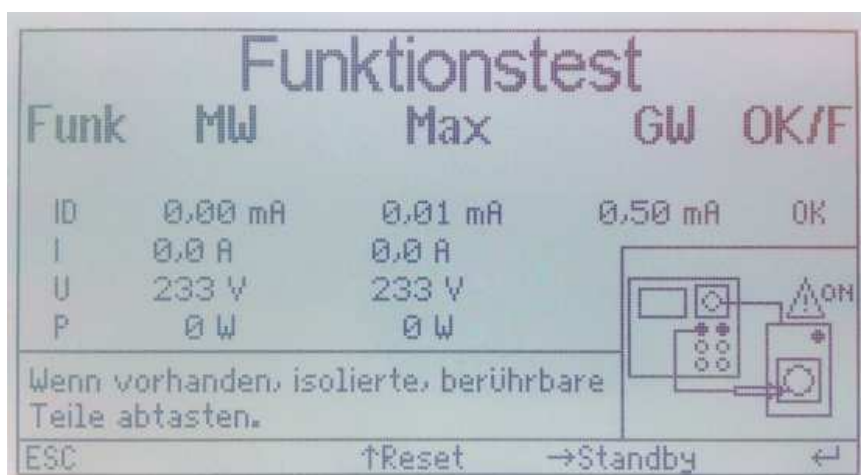 Funktionstest
Funk MW Max GW OK/F
ID 0,00 mA 0,01 mA 0,50 mA OK
I 0,0 A 0,0 A
U 233 V 233 V
P 0 W 0 W
ON
Wenn vorhanden, isolierte, berührbare
Teile abtasten.
ESC ↑Reset →Standby ↵